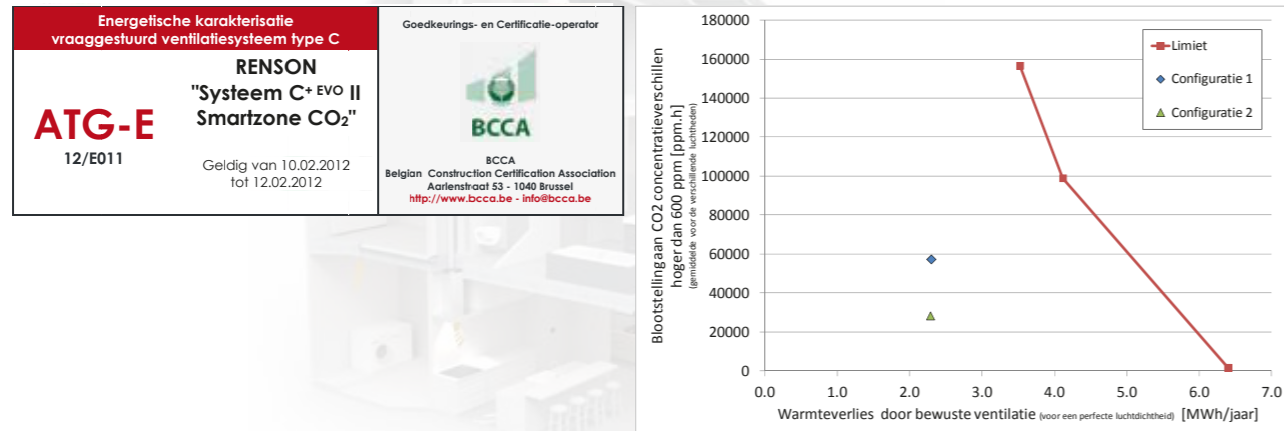 Energetische karakterisatie
vraaggestuurd ventilatiesysteem type C
ATG-E
12/E011
RENSON
"Systeem C+ EVO II
Smartzone CO2"
Geldig van 10.02.2012
tot 12.02.2012
Goedkeurings- en Certificatie-operator
BCCA
BCCA
Belgian Construction Certification Association
Aarlenstraat 53 - 1040 Brussel
http://www.bcca.be - info@bcca.be
Blootstellingaan CO2 concentratieverschillen
hoger dan 600 ppm [ppm.h]
(gemiddelde voor de verschillende luchtheden)
180000
160000
140000
120000
100000
80000
60000
40000
20000
0
0.0 1.0 2.0 3.0 4.0 5.0 6.0 7.0
Warmteverlies door bewuste ventilatie (voor een perfecte luchtdichtheid) [MWh/jaar]
Limiet
Configuratie 1
Configuratie 2